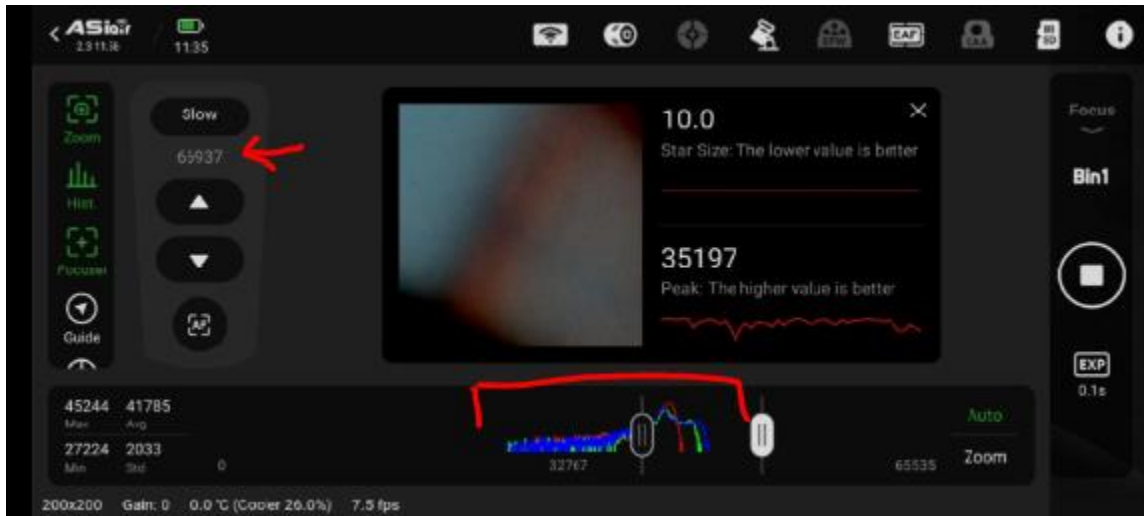 ASiair
11:35
Zoom
Hist.
Focuser
Guide
Slow
AF
10.0
Star Size: The lower value is better
35197
Peak: The higher value is better
EAF
Focus
Bin1
EXP
0.1s
45244 41785
Max Avg
27224 2033
Min Std
0 32767 65535
Auto
Zoom
200x200 Gain: 0 0.0 °C (Cooler 26.0%) 7.5 fps